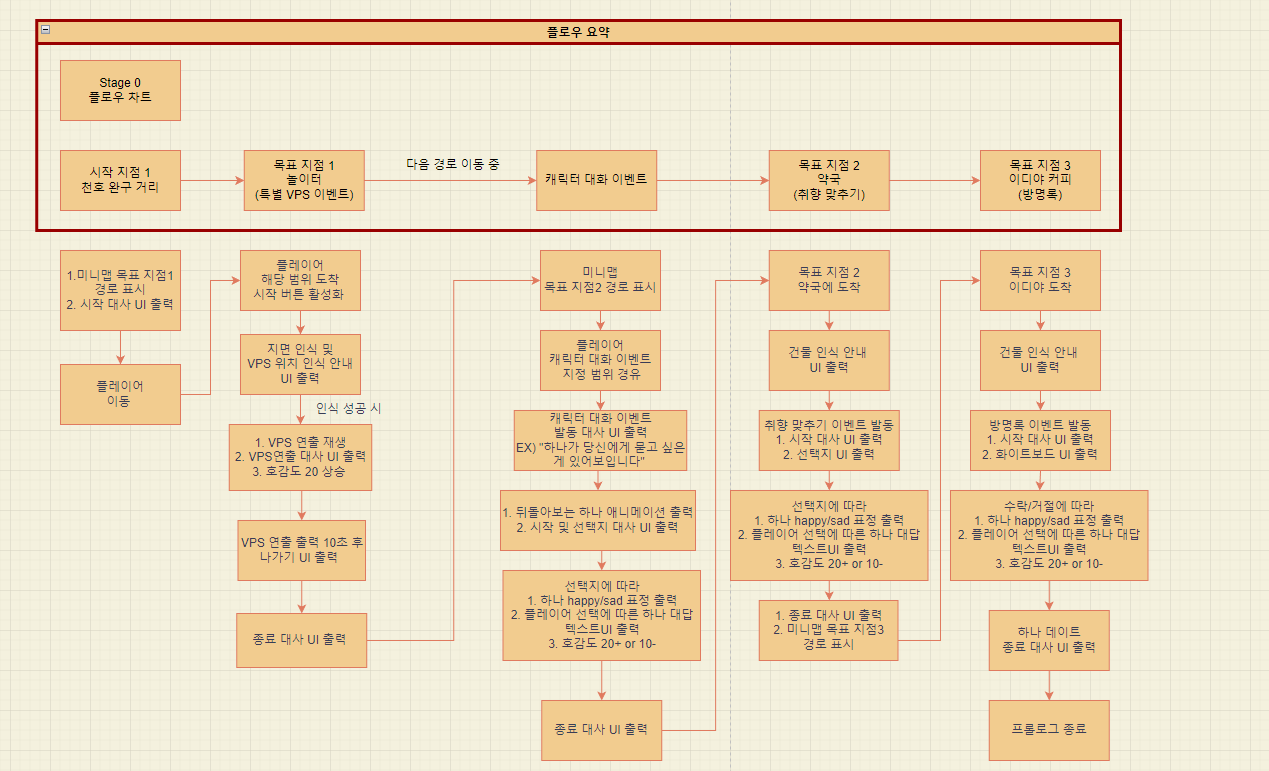 플로우 요약
Stage 0
플로우 차트
시작 지점 1
천호 완구 거리
목표 지점 1
놀이터
(특별 VPS 이벤트)
다음 경로 이동 중
캐릭터 대화 이벤트
목표 지점 2
약국
(취향 맞추기)
목표 지점 3
이디야 커피
(방명록)
1.미니맵 목표 지점1
경로 표시
2. 시작 대사 UI 출력
플레이어
이동
플레이어
해당 범위 도착
시작 버튼 활성화
지면 인식 및
VPS 위치 인식 안내
UI 출력
인식 성공 시
1. VPS 연출 재생
2. VPS연출 대사 UI 출력
3. 호감도 20 상승
VPS 연출 출력 10초 후
나가기 UI 출력
종료 대사 UI 출력
미니맵
목표 지점2 경로 표시
플레이어
캐릭터 대화 이벤트
지정 범위 경유
캐릭터 대화 이벤트
발동 대사 UI 출력
EX) "하나가 당신에게 묻고 싶은
게 있어보입니다"
1. 뒤돌아보는 하나 애니메이션 출력
2. 시작 및 선택지 대사 UI 출력
선택지에 따라
1. 하나 happy/sad 표정 출력
2. 플레이어 선택에 따른 하나 대답
텍스트UI 출력
3. 호감도 20+ or 10-
종료 대사 UI 출력
목표 지점 2
약국에 도착
건물 인식 안내
UI 출력
취향 맞추기 이벤트 발동
1. 시작 대사 UI 출력
2. 선택지 UI 출력
선택지에 따라
1. 하나 happy/sad 표정 출력
2. 플레이어 선택에 따른 하나 대답
텍스트UI 출력
3. 호감도 20+ or 10-
1. 종료 대사 UI 출력
2. 미니맵 목표 지점3
경로 표시
목표 지점 3
이디야 도착
건물 인식 안내
UI 출력
방명록 이벤트 발동
1. 시작 대사 UI 출력
2. 화이트보드 UI 출력
수락/거절에 따라
1. 하나 happy/sad 표정 출력
2. 플레이어 선택에 따른 하나 대답
텍스트UI 출력
3. 호감도 20+ or 10-
하나 데이트
종료 대사 UI 출력
프롤로그 종료